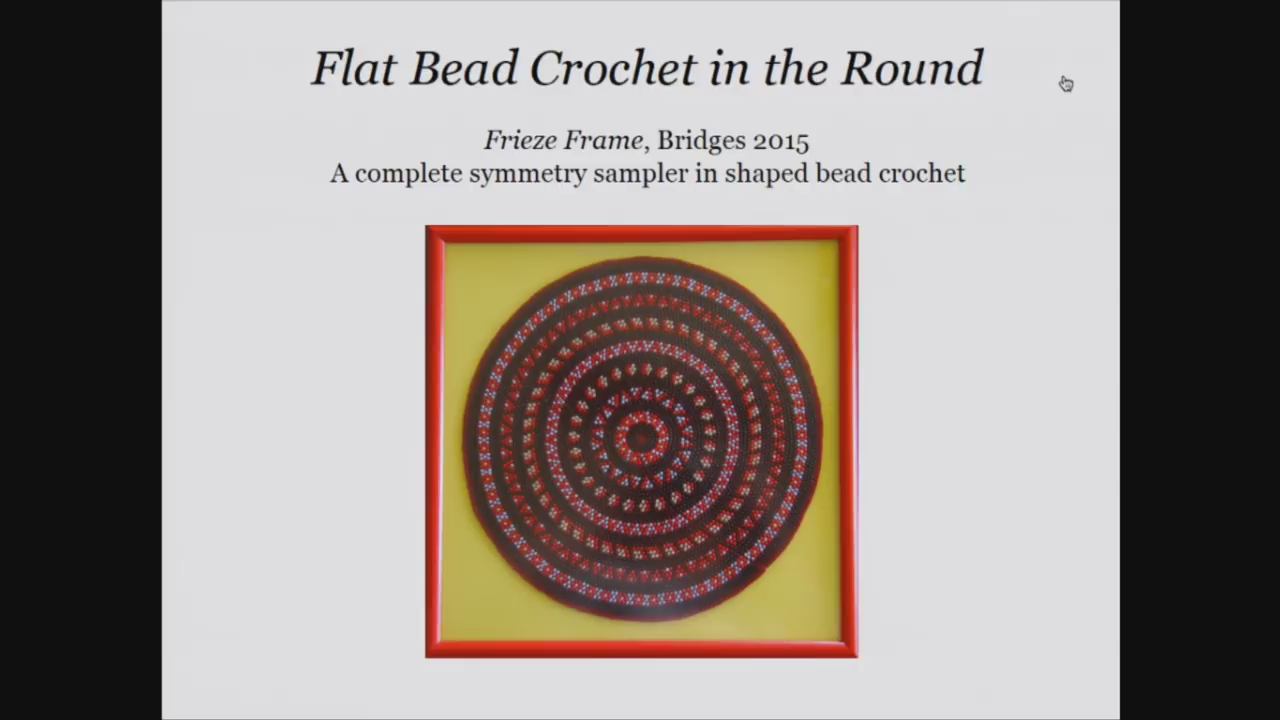 Flat Bead Crochet in the Round
Frieze Frame, Bridges 2015
A complete symmetry sampler in shaped bead crochet